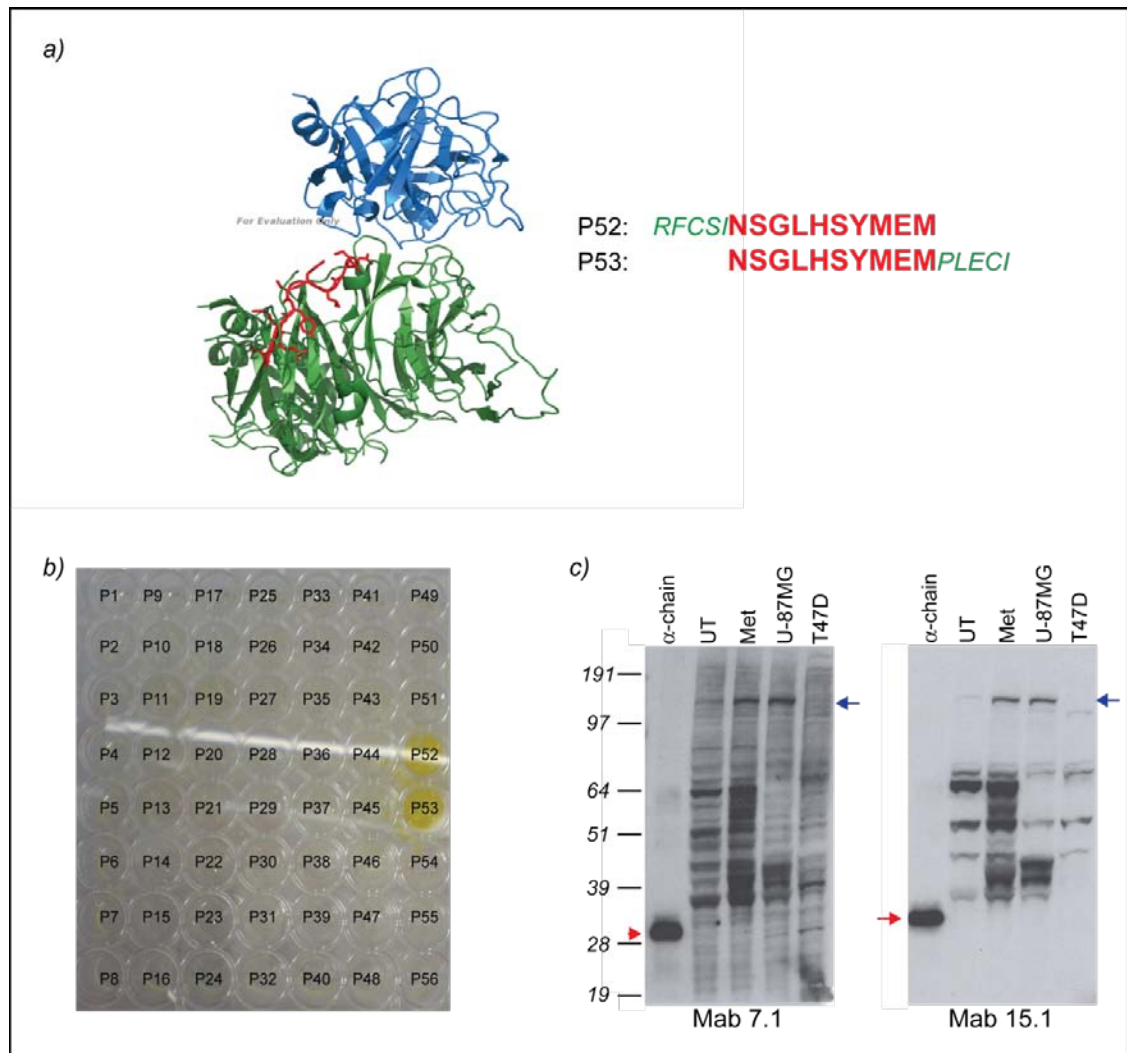 a)
For Evaluation Only
P52: RFCSINSGLHSYMEM
P53: NSGLHSYMEMPLECI
b)
P1 P9 P17 P25 P33 P41 P49
P2 P10 P18 P26 P34 P42 P50
P3 P11 P19 P27 P35 P43 P51
P4 P12 P20 P28 P36 P44 P52
P5 P13 P21 P29 P37 P45 P53
P6 P14 P22 P30 P38 P46 P54
P7 P15 P23 P31 P39 P47 P55
P8 P16 P24 P32 P40 P48 P56
c)
α-chain
UT
Met
U-87MG
T47D
191
97
64
51
39
28
19
Mab 7.1
α-chain
UT
Met
U-87MG
T47D
Mab 15.1